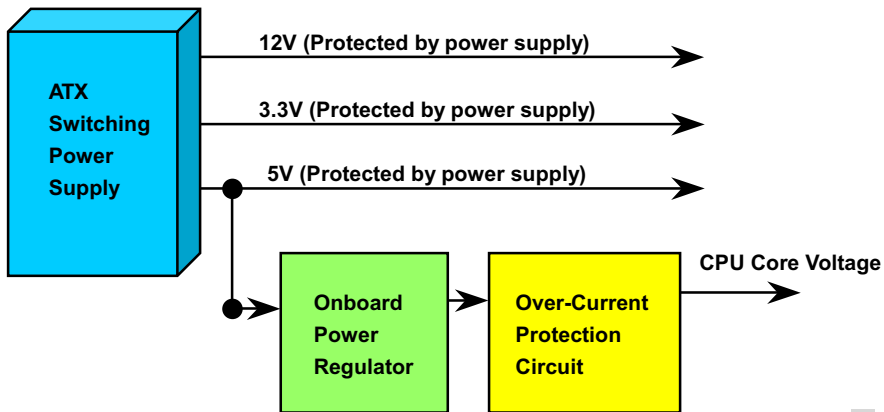 12V (Protected by power supply)
ATX
Switching
Power
Supply
3.3V (Protected by power supply)
5V (Protected by power supply)
CPU Core Voltage
Onboard
Power
Regulator
Over-Current
Protection
Circuit